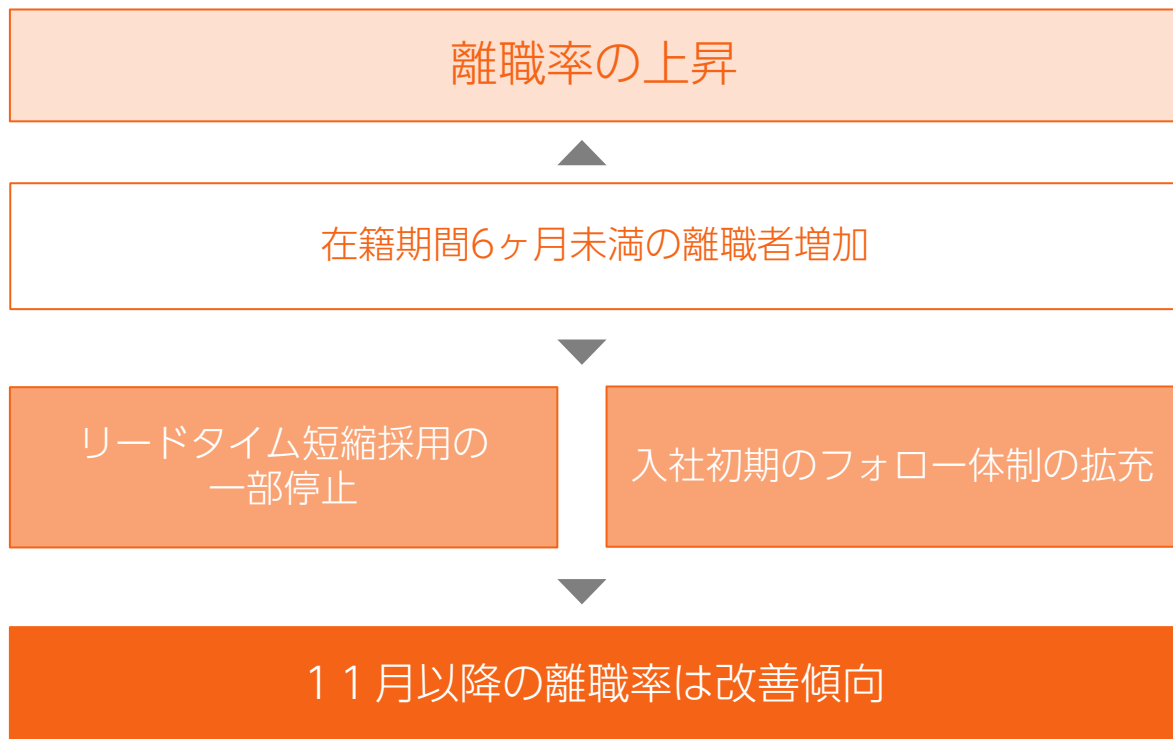 離職率の上昇
在籍期間6ヶ月未満の離職者増加
リードタイム短縮採用の
一部停止
入社初期のフォロー体制の拡充
１１月以降の離職率は改善傾向